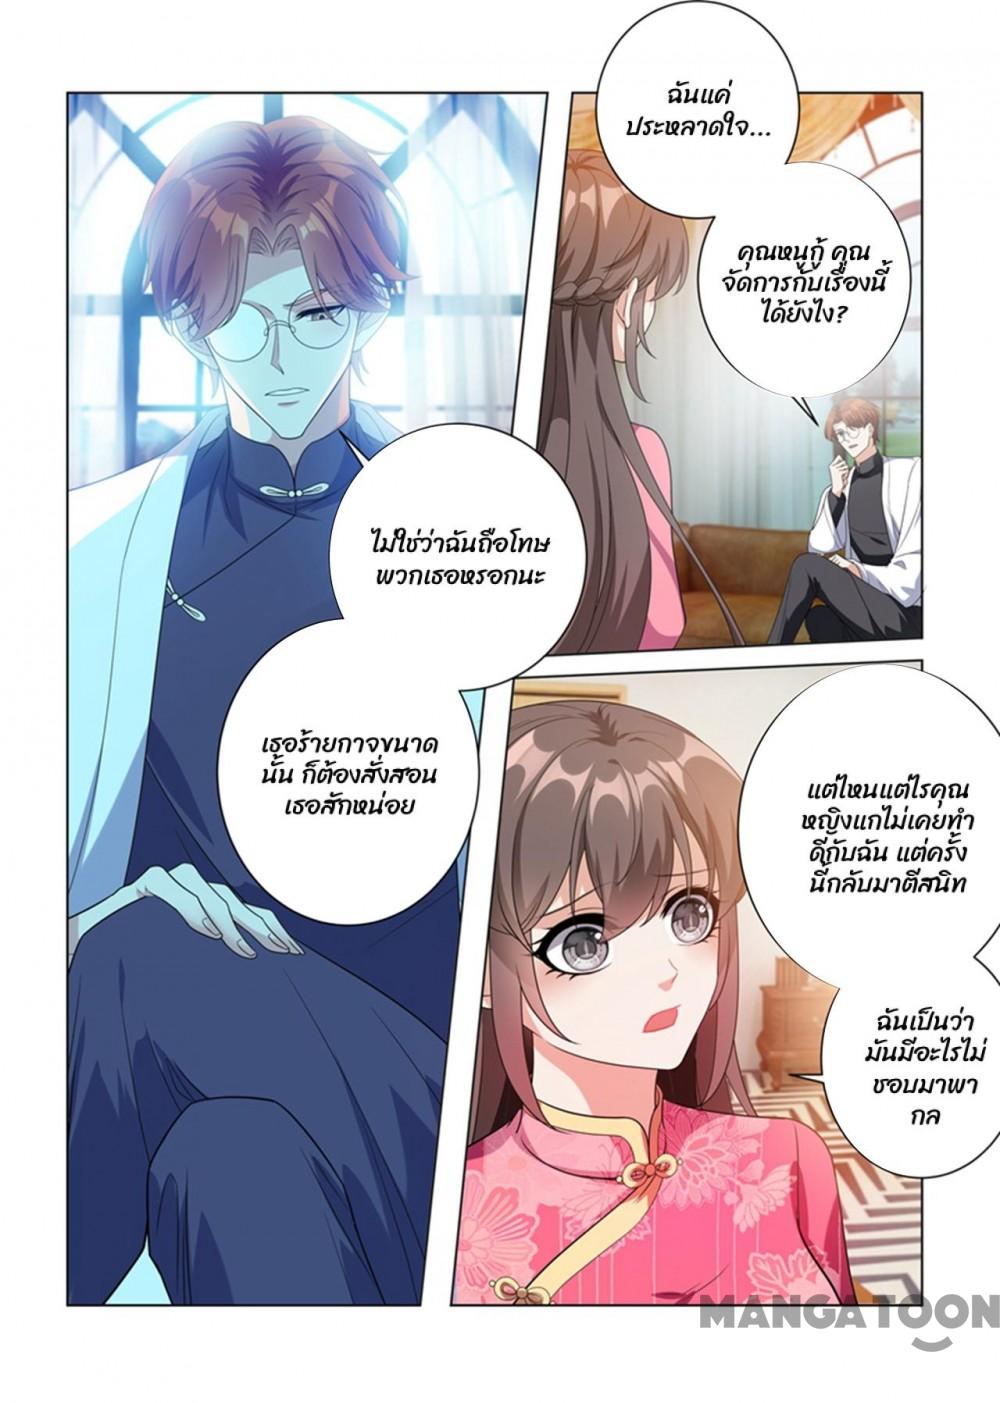 ไม่ใช่ว่าฉันถือโทษ
พวกเธอหรอกนะ
เธอร้ายกาจขนาด
นั้น ก็ต้องสั่งสอน
เธอสักหน่อย
ฉันแค่
ประหลาดใจ...
คุณหนูกู้ คุณ
จัดการกับเรื่องนี้
ได้ยังไง?
แต่ไหนแต่ไรคุณ
หญิงแกไม่เคยทำ
ดีกับฉัน แต่ครั้ง
นี้กลับมาตีสนิท
ฉันเป็นว่า
มันมีอะไรไม่
ชอบมาพา
กล
MANGATOON